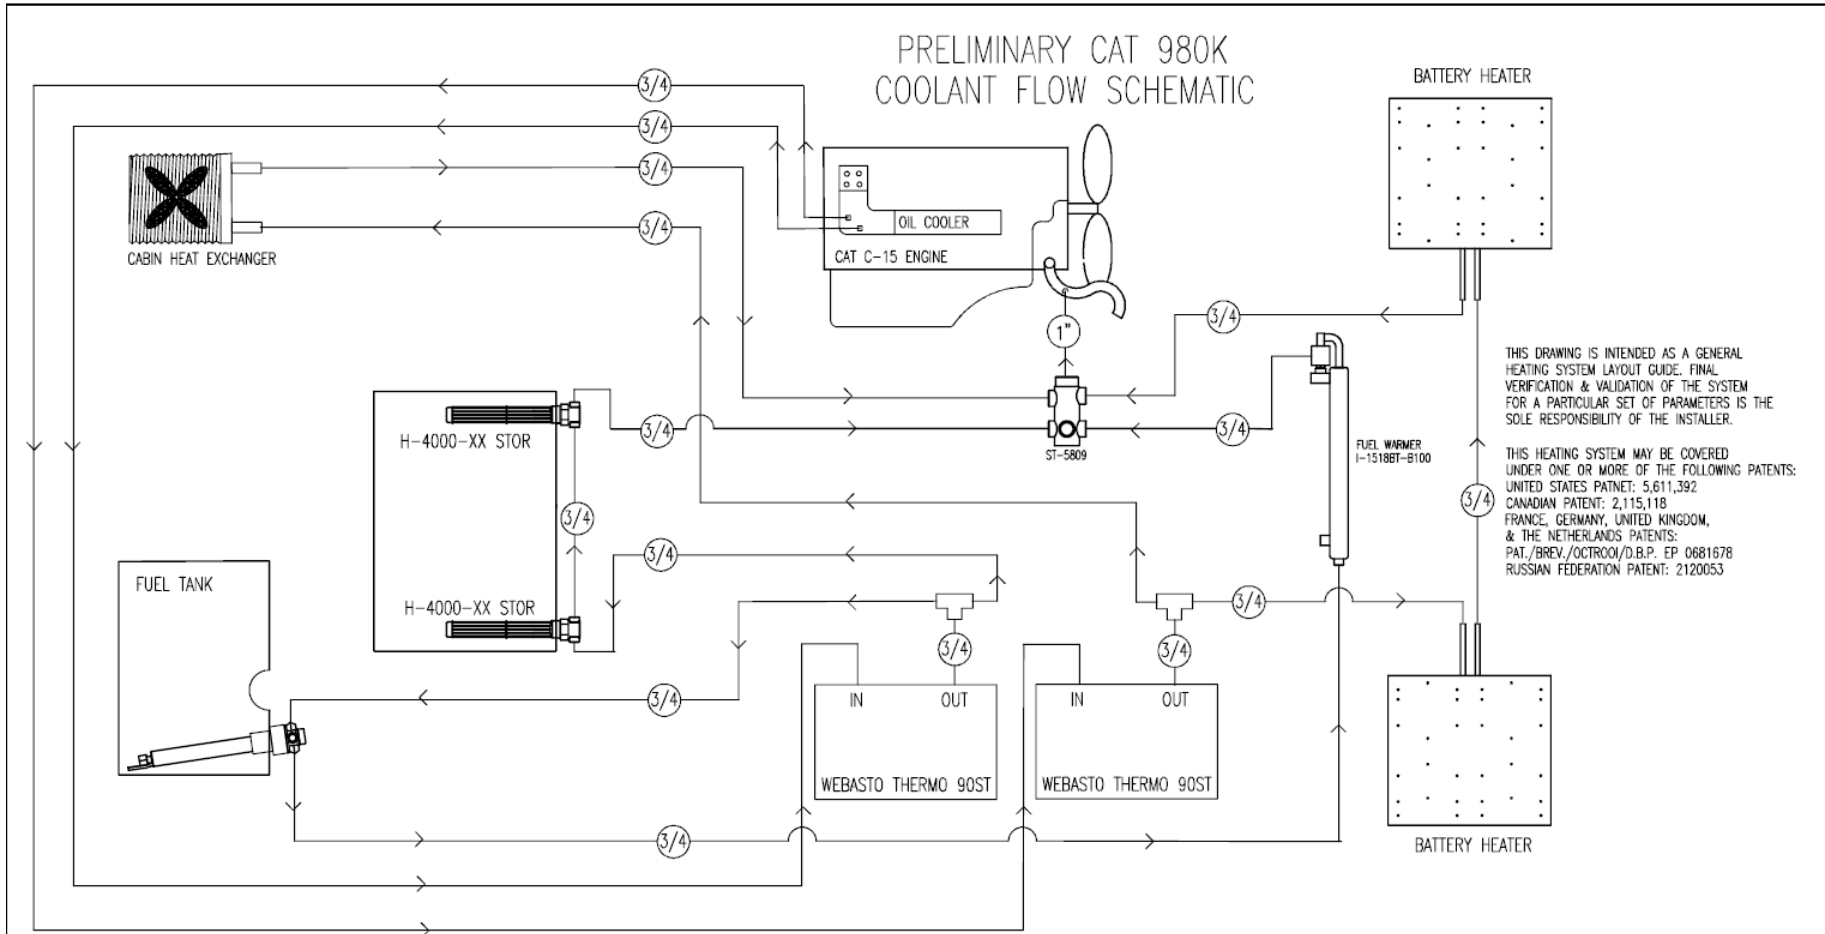 PRELIMINARY CAT 980K
COOLANT FLOW SCHEMATIC
BATTERY HEATER
3/4
3/4
3/4
3/4
CABIN HEAT EXCHANGER
OIL COOLER
CAT C-15 ENGINE
1"
3/4
THIS DRAWING IS INTENDED AS A GENERAL
HEATING SYSTEM LAYOUT GUIDE. FINAL
VERIFICATION & VALIDATION OF THE SYSTEM
FOR A PARTICULAR SET OF PARAMETERS IS THE
SOLE RESPONSIBILITY OF THE INSTALLER.
THIS HEATING SYSTEM MAY BE COVERED
UNDER ONE OR MORE OF THE FOLLOWING PATENTS:
UNITED STATES PATNET: 5,611,392
CANADIAN PATENT: 2,115,118
FRANCE, GERMANY, UNITED KINGDOM,
& THE NETHERLANDS PATENTS:
PAT./BREV./OCTROOI/D.B.P. EP 0681678
RUSSIAN FEDERATION PATENT: 2120053
H-4000-XX STOR
3/4
3/4
ST-5809
FUEL WARMER
I-1518BT-B100
3/4
3/4
3/4
FUEL TANK
H-4000-XX STOR
3/4
3/4
3/4
3/4
IN
OUT
IN
OUT
WEBASTO THERMO 90ST
WEBASTO THERMO 90ST
3/4
BATTERY HEATER